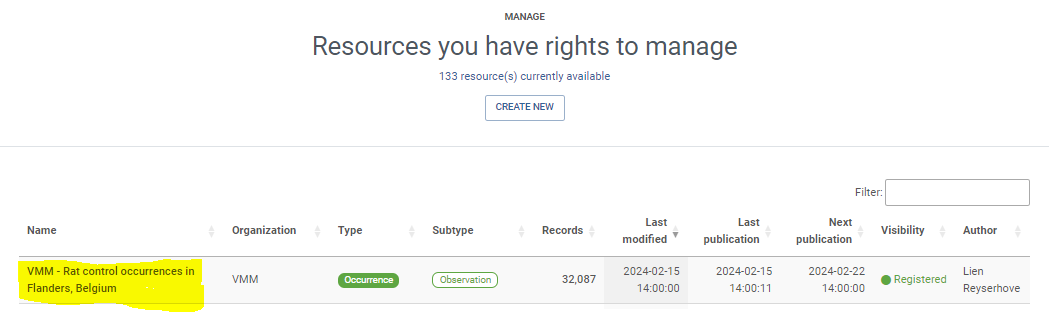 MANAGE
Resources you have rights to manage
133 resource(s) currently available
CREATE NEW
Filter:
Name Organization Type Subtype Records Last modified Last publication Next publication Visibility Author
VMM - Rat control occurrences in Flanders, Belgium VMM Occurrence Observation 32,087 2024-02-15 14:00:00 2024-02-15 14:00:11 2024-02-22 14:00:00 Registered Lien Reyserhove